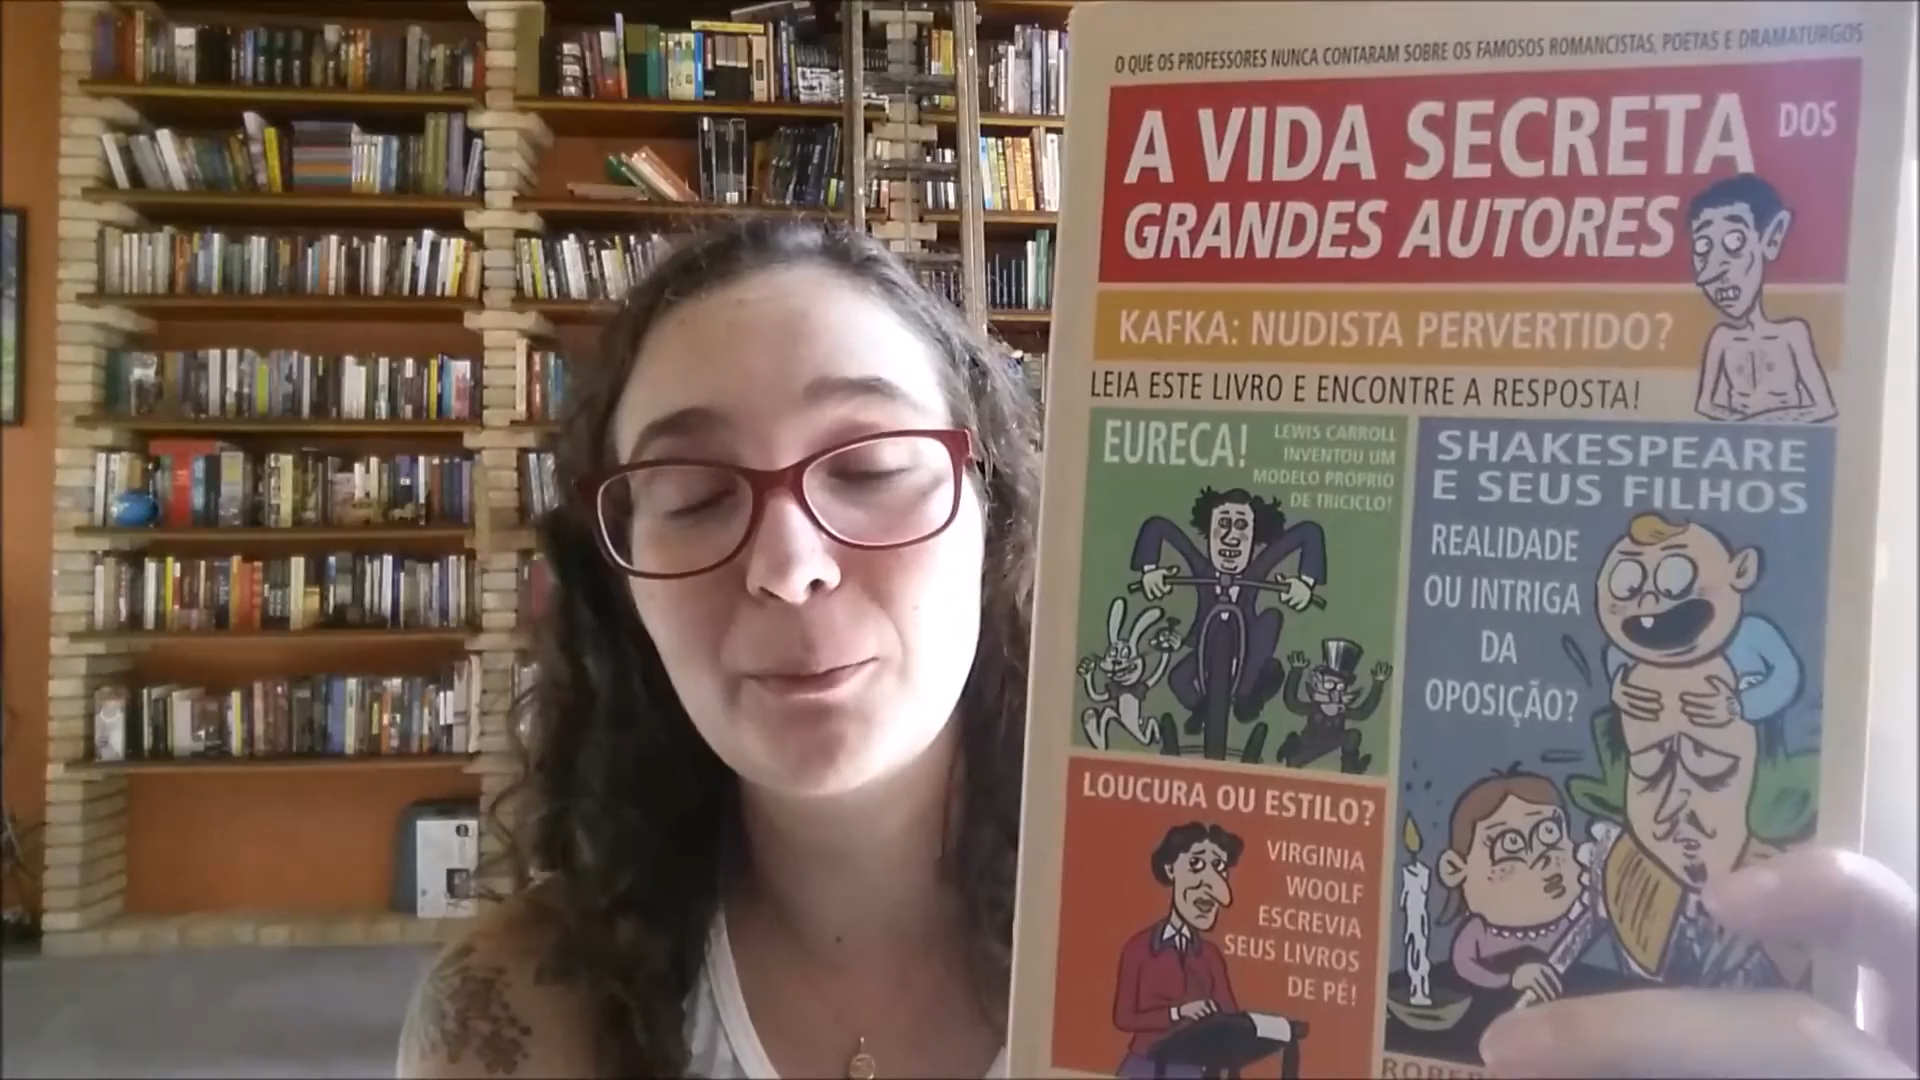 O QUE OS PROFESSORES NUNCA CONTARAM SOBRE OS FAMOSOS ROMANCISTAS, POETAS E DRAMATURGOS
A VIDA SECRETA DOS
GRANDES AUTORES
KAFKA: NUDISTA PERVERTIDO?
LEIA ESTE LIVRO E ENCONTRE A RESPOSTA!
EURECA!
LEWIS CARROLL
INVENTOU UM
MODELO PRÓPRIO
DE TRICICLO!
SHAKESPEARE
E SEUS FILHOS
REALIDADE
OU INTRIGA
DA
OPOSIÇÃO?
LOUCURA OU ESTILO?
VIRGINIA
WOOLF
ESCREVIA
SEUS LIVROS
DE PÉ!